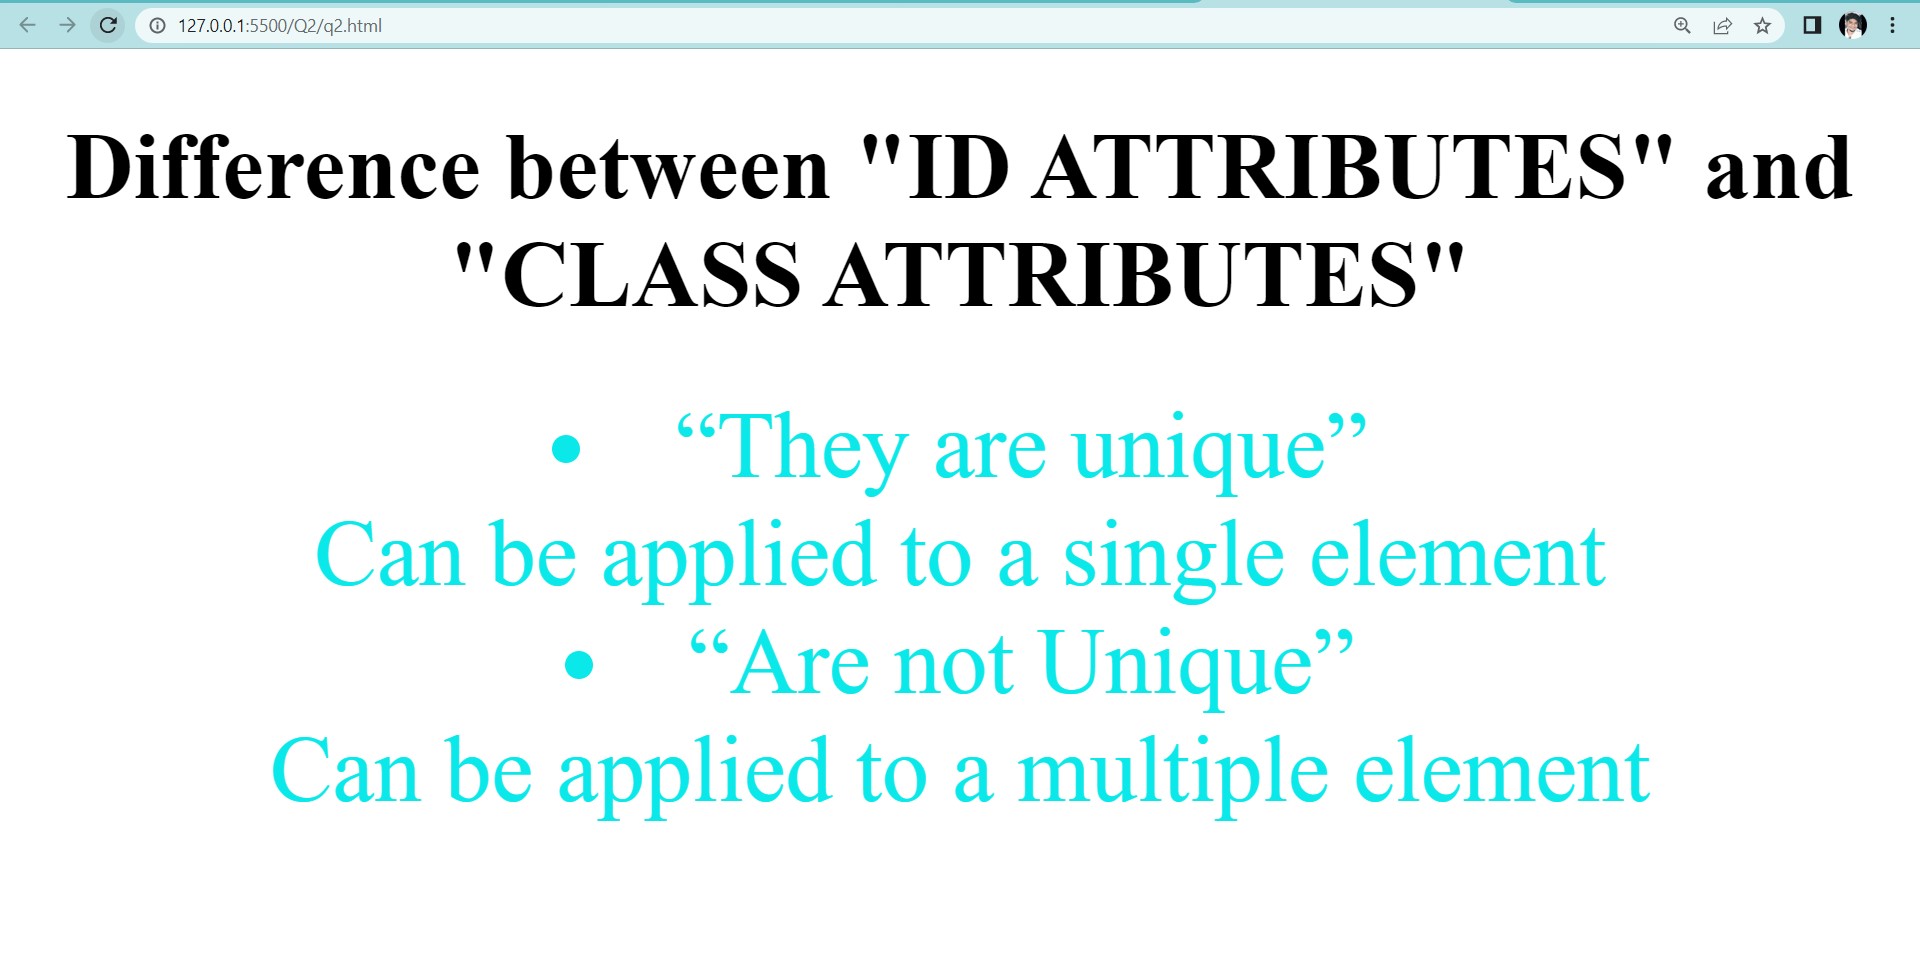 127.0.0.1:5500/Q2/q2.html
Difference between "ID ATTRIBUTES" and
"CLASS ATTRIBUTES"
• “They are unique”
Can be applied to a single element
• “Are not Unique”
Can be applied to a multiple element